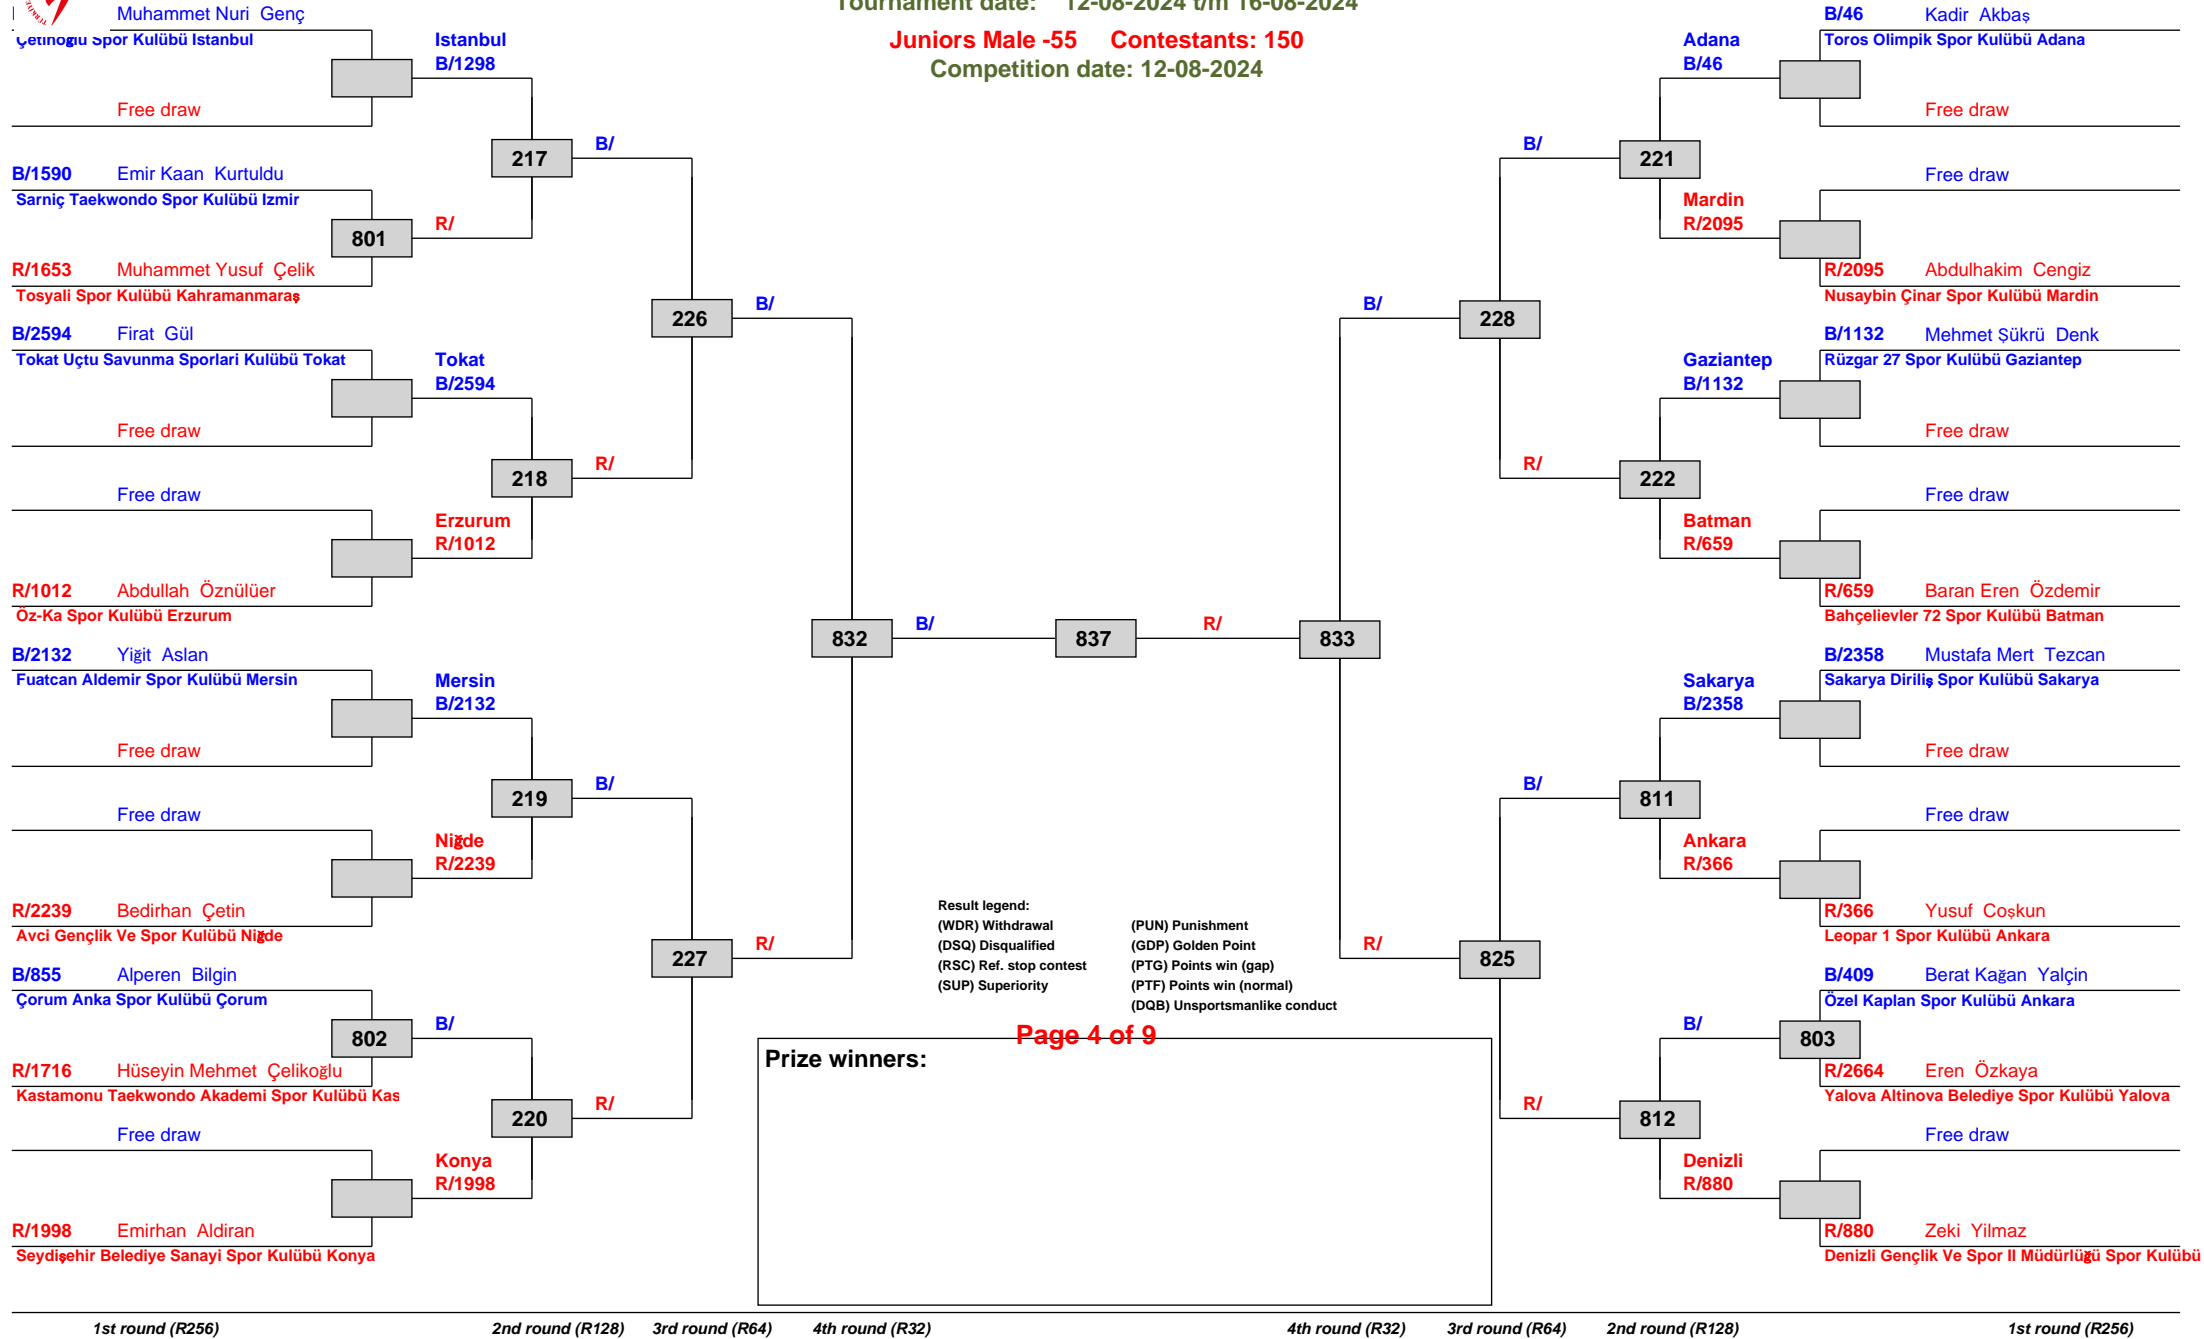 Tournament date: 12-08-2024 t/m 16-08-2024
Juniors Male -55 Contestants: 150
Competition date: 12-08-2024
Muhammet Nuri Genç
Çetinoglu Spor Kulübü Istanbul
Free draw
B/1590 Emir Kaan Kurtuldu
Sarniç Taekwondo Spor Kulübü Izmir
801
R/1653 Muhammet Yusuf Çelik
Tosyali Spor Kulübü Kahramanmaraş
B/2594 Firat Gül
Tokat Uçtu Savunma Sporlari Kulübü Tokat
Free draw
Free draw
R/1012 Abdullah Öznülüer
Öz-Ka Spor Kulübü Erzurum
B/2132 Yiğit Aslan
Fuatcan Aldemir Spor Kulübü Mersin
Free draw
Free draw
R/2239 Bedirhan Çetin
Avci Gençlik Ve Spor Kulübü Niğde
B/855 Alperen Bilgin
Çorum Anka Spor Kulübü Çorum
802
R/1716 Hüseyin Mehmet Çelikoğlu
Kastamonu Taekwondo Akademi Spor Kulübü Kas
Free draw
R/1998 Emirhan Aldiran
Seydişehir Belediye Sanayi Spor Kulübü Konya
Istanbul
B/1298
217
R/
Tokat
B/2594
218
Erzurum
R/1012
Mersin
B/2132
219
Niğde
R/2239
B/
220
Konya
R/1998
B/
226
R/
B/
227
R/
B/
832
R/
B/
837
R/
833
B/
R/
B/
228
R/
B/
825
R/
Adana
B/46
221
Mardin
R/2095
Gaziantep
B/1132
222
Batman
R/659
Sakarya
B/2358
811
Ankara
R/366
B/
812
Denizli
R/880
B/46 Kadir Akbaş
Toros Olimpik Spor Kulübü Adana
Free draw
Free draw
R/2095 Abdulhakim Cengiz
Nusaybin Çinar Spor Kulübü Mardin
B/1132 Mehmet Şükrü Denk
Rüzgar 27 Spor Kulübü Gaziantep
Free draw
Free draw
R/659 Baran Eren Özdemir
Bahçelievler 72 Spor Kulübü Batman
B/2358 Mustafa Mert Tezcan
Sakarya Diriliş Spor Kulübü Sakarya
Free draw
Free draw
R/366 Yusuf Coşkun
Leopar 1 Spor Kulübü Ankara
B/409 Berat Kağan Yalçin
Özel Kaplan Spor Kulübü Ankara
803
R/2664 Eren Özkaya
Yalova Altinova Belediye Spor Kulübü Yalova
Free draw
R/880 Zeki Yilmaz
Denizli Gençlik Ve Spor Il Müdürlüğü Spor Kulübü
Result legend:
(WDR) Withdrawal (PUN) Punishment
(DSQ) Disqualified (GDP) Golden Point
(RSC) Ref. stop contest (PTG) Points win (gap)
(SUP) Superiority (PTF) Points win (normal)
(DQB) Unsportsmanlike conduct
Page 4 of 9
Prize winners:
1st round (R256) 2nd round (R128) 3rd round (R64) 4th round (R32) 4th round (R32) 3rd round (R64) 2nd round (R128) 1st round (R256)